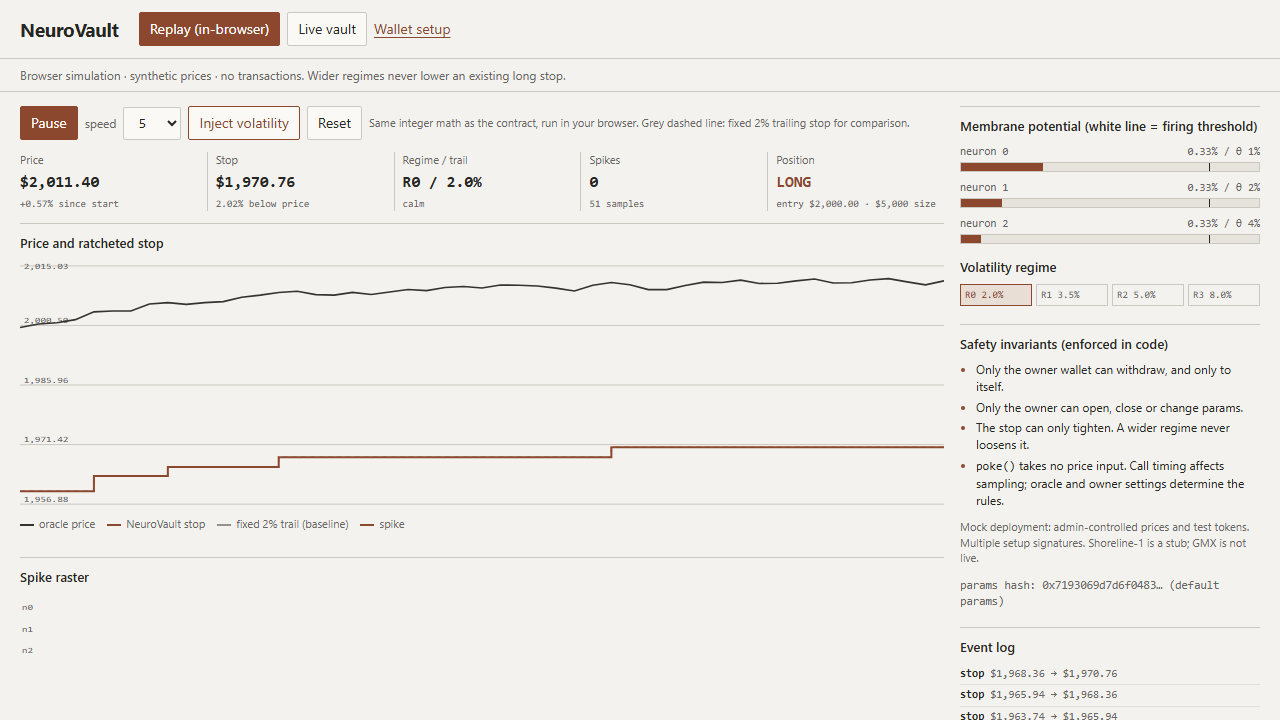 NeuroVault
Replay (in-browser)
Live vault
Wallet setup
Browser simulation · synthetic prices · no transactions. Wider regimes never lower an existing long stop.
Pause
speed
5
Inject volatility
Reset
Same integer math as the contract, run in your browser. Grey dashed line: fixed 2% trailing stop for comparison.
Price
$2,011.40
+0.57% since start
Stop
$1,970.76
2.02% below price
Regime / trail
R0 / 2.0%
calm
Spikes
0
51 samples
Position
LONG
entry $2,000.00 · $5,000 size
Price and ratcheted stop
2,015.03
2,000.50
1,985.96
1,971.42
1,956.88
oracle price
NeuroVault stop
fixed 2% trail (baseline)
spike
Spike raster
n0
n1
n2
Membrane potential (white line = firing threshold)
neuron 0 0.33% / θ 1%
neuron 1 0.33% / θ 2%
neuron 2 0.33% / θ 4%
Volatility regime
R0 2.0%
R1 3.5%
R2 5.0%
R3 8.0%
Safety invariants (enforced in code)
• Only the owner wallet can withdraw, and only to
itself.
• Only the owner can open, close or change params.
• The stop can only tighten. A wider regime never
loosens it.
• poke() takes no price input. Call timing affects
sampling; oracle and owner settings determine the
rules.
Mock deployment: admin-controlled prices and test tokens.
Multiple setup signatures. Shoreline-1 is a stub; GMX is not
live.
params hash: 0x7193069d7d6f0483… (default
params)
Event log
stop $1,968.36 → $1,970.76
stop $1,965.94 → $1,968.36
stop $1,963.74 → $1,965.94